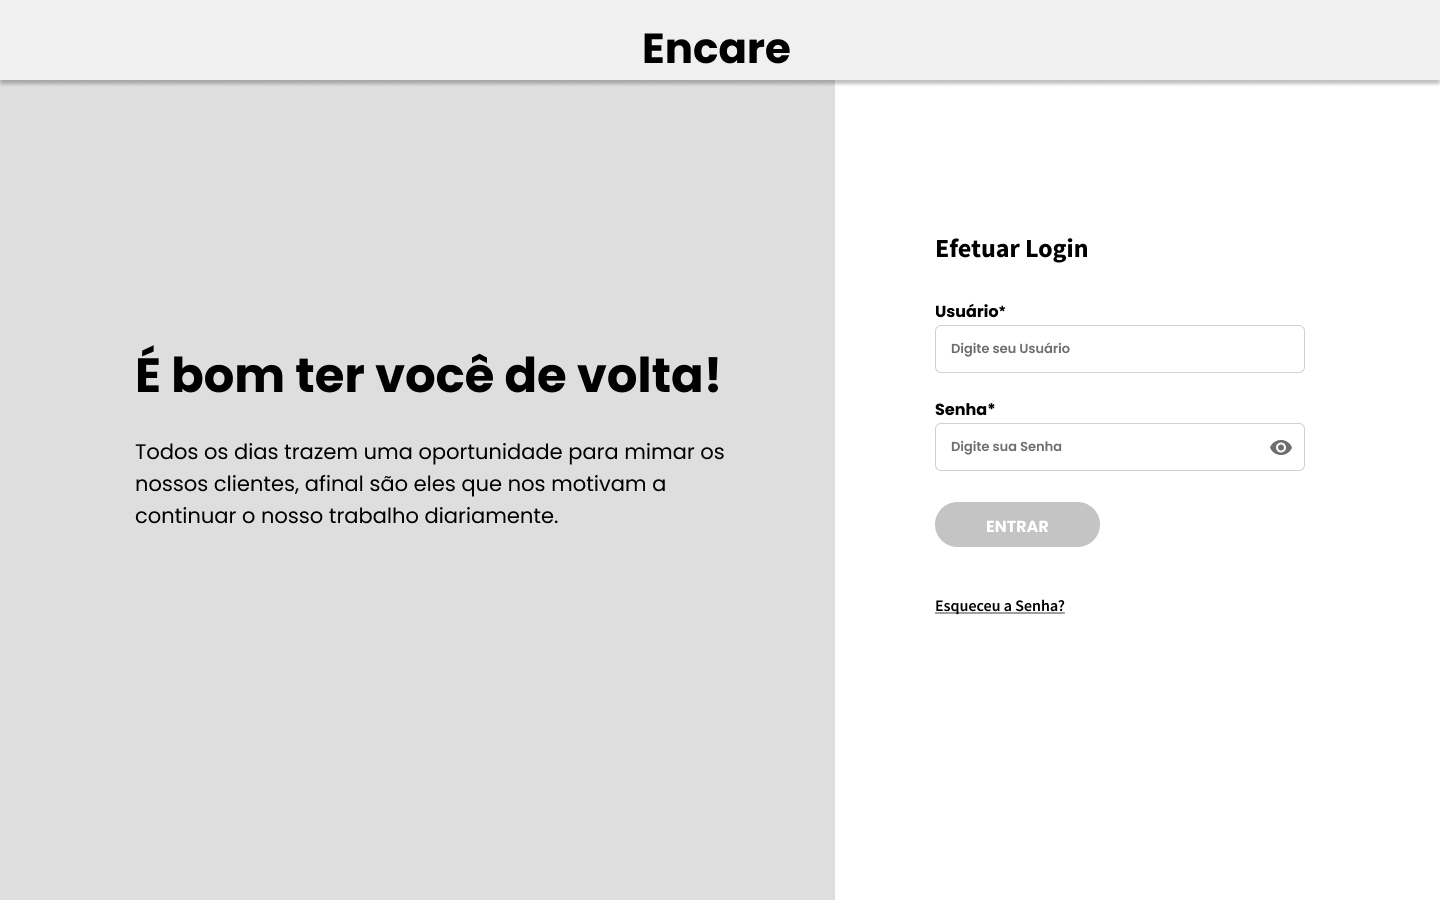 Encare
É bom ter você de volta!
Todos os dias trazem uma oportunidade para mimar os
nossos clientes, afinal são eles que nos motivam a
continuar o nosso trabalho diariamente.
Efetuar Login
Usuário*
Digite seu Usuário
Senha*
Digite sua Senha
ENTRAR
Esqueceu a Senha?